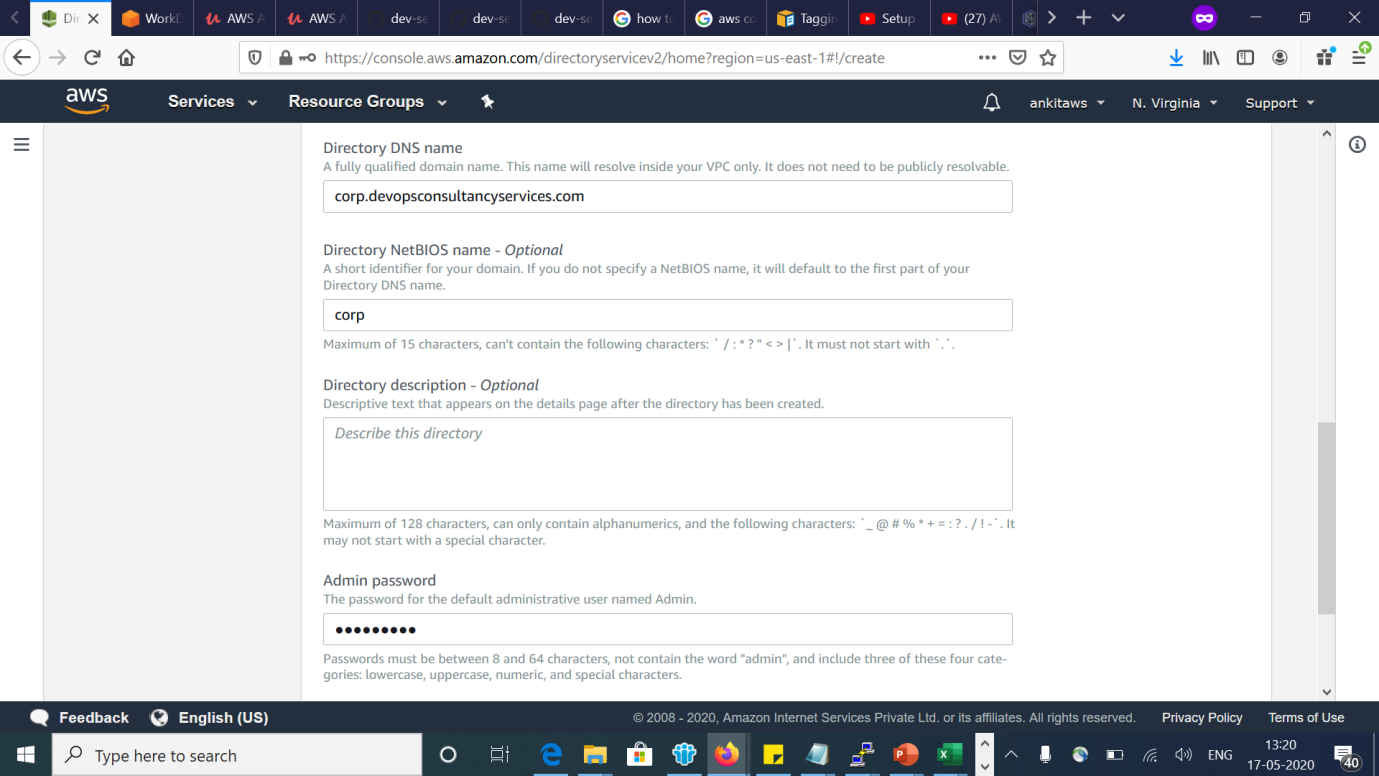 Dir
WorkD
AWS A
AWS A
dev-se
dev-se
dev-se
how to
aws co
Taggin
Setup
(27) AW
https://console.aws.amazon.com/directoryservicev2/home?region=us-east-1#!/create
aws
Services
Resource Groups
ankitaws
N. Virginia
Support
Directory DNS name
A fully qualified domain name. This name will resolve inside your VPC only. It does not need to be publicly resolvable.
corp.devopsconsultancyservices.com
Directory NetBIOS name - Optional
A short identifier for your domain. If you do not specify a NetBIOS name, it will default to the first part of your
Directory DNS name.
corp
Maximum of 15 characters, can't contain the following characters: ` / : * ? " < > |`. It must not start with `.`.
Directory description - Optional
Descriptive text that appears on the details page after the directory has been created.
Describe this directory
Maximum of 128 characters, can only contain alphanumerics, and the following characters: `_ @ # % * + = : ? . / ! -`. It
may not start with a special character.
Admin password
The password for the default administrative user named Admin.
•••••••••
Passwords must be between 8 and 64 characters, not contain the word "admin", and include three of these four cate-
gories: lowercase, uppercase, numeric, and special characters.
Feedback
English (US)
© 2008 - 2020, Amazon Internet Services Private Ltd. or its affiliates. All rights reserved.
Privacy Policy
Terms of Use
Type here to search
ENG
13:20
17-05-2020
40